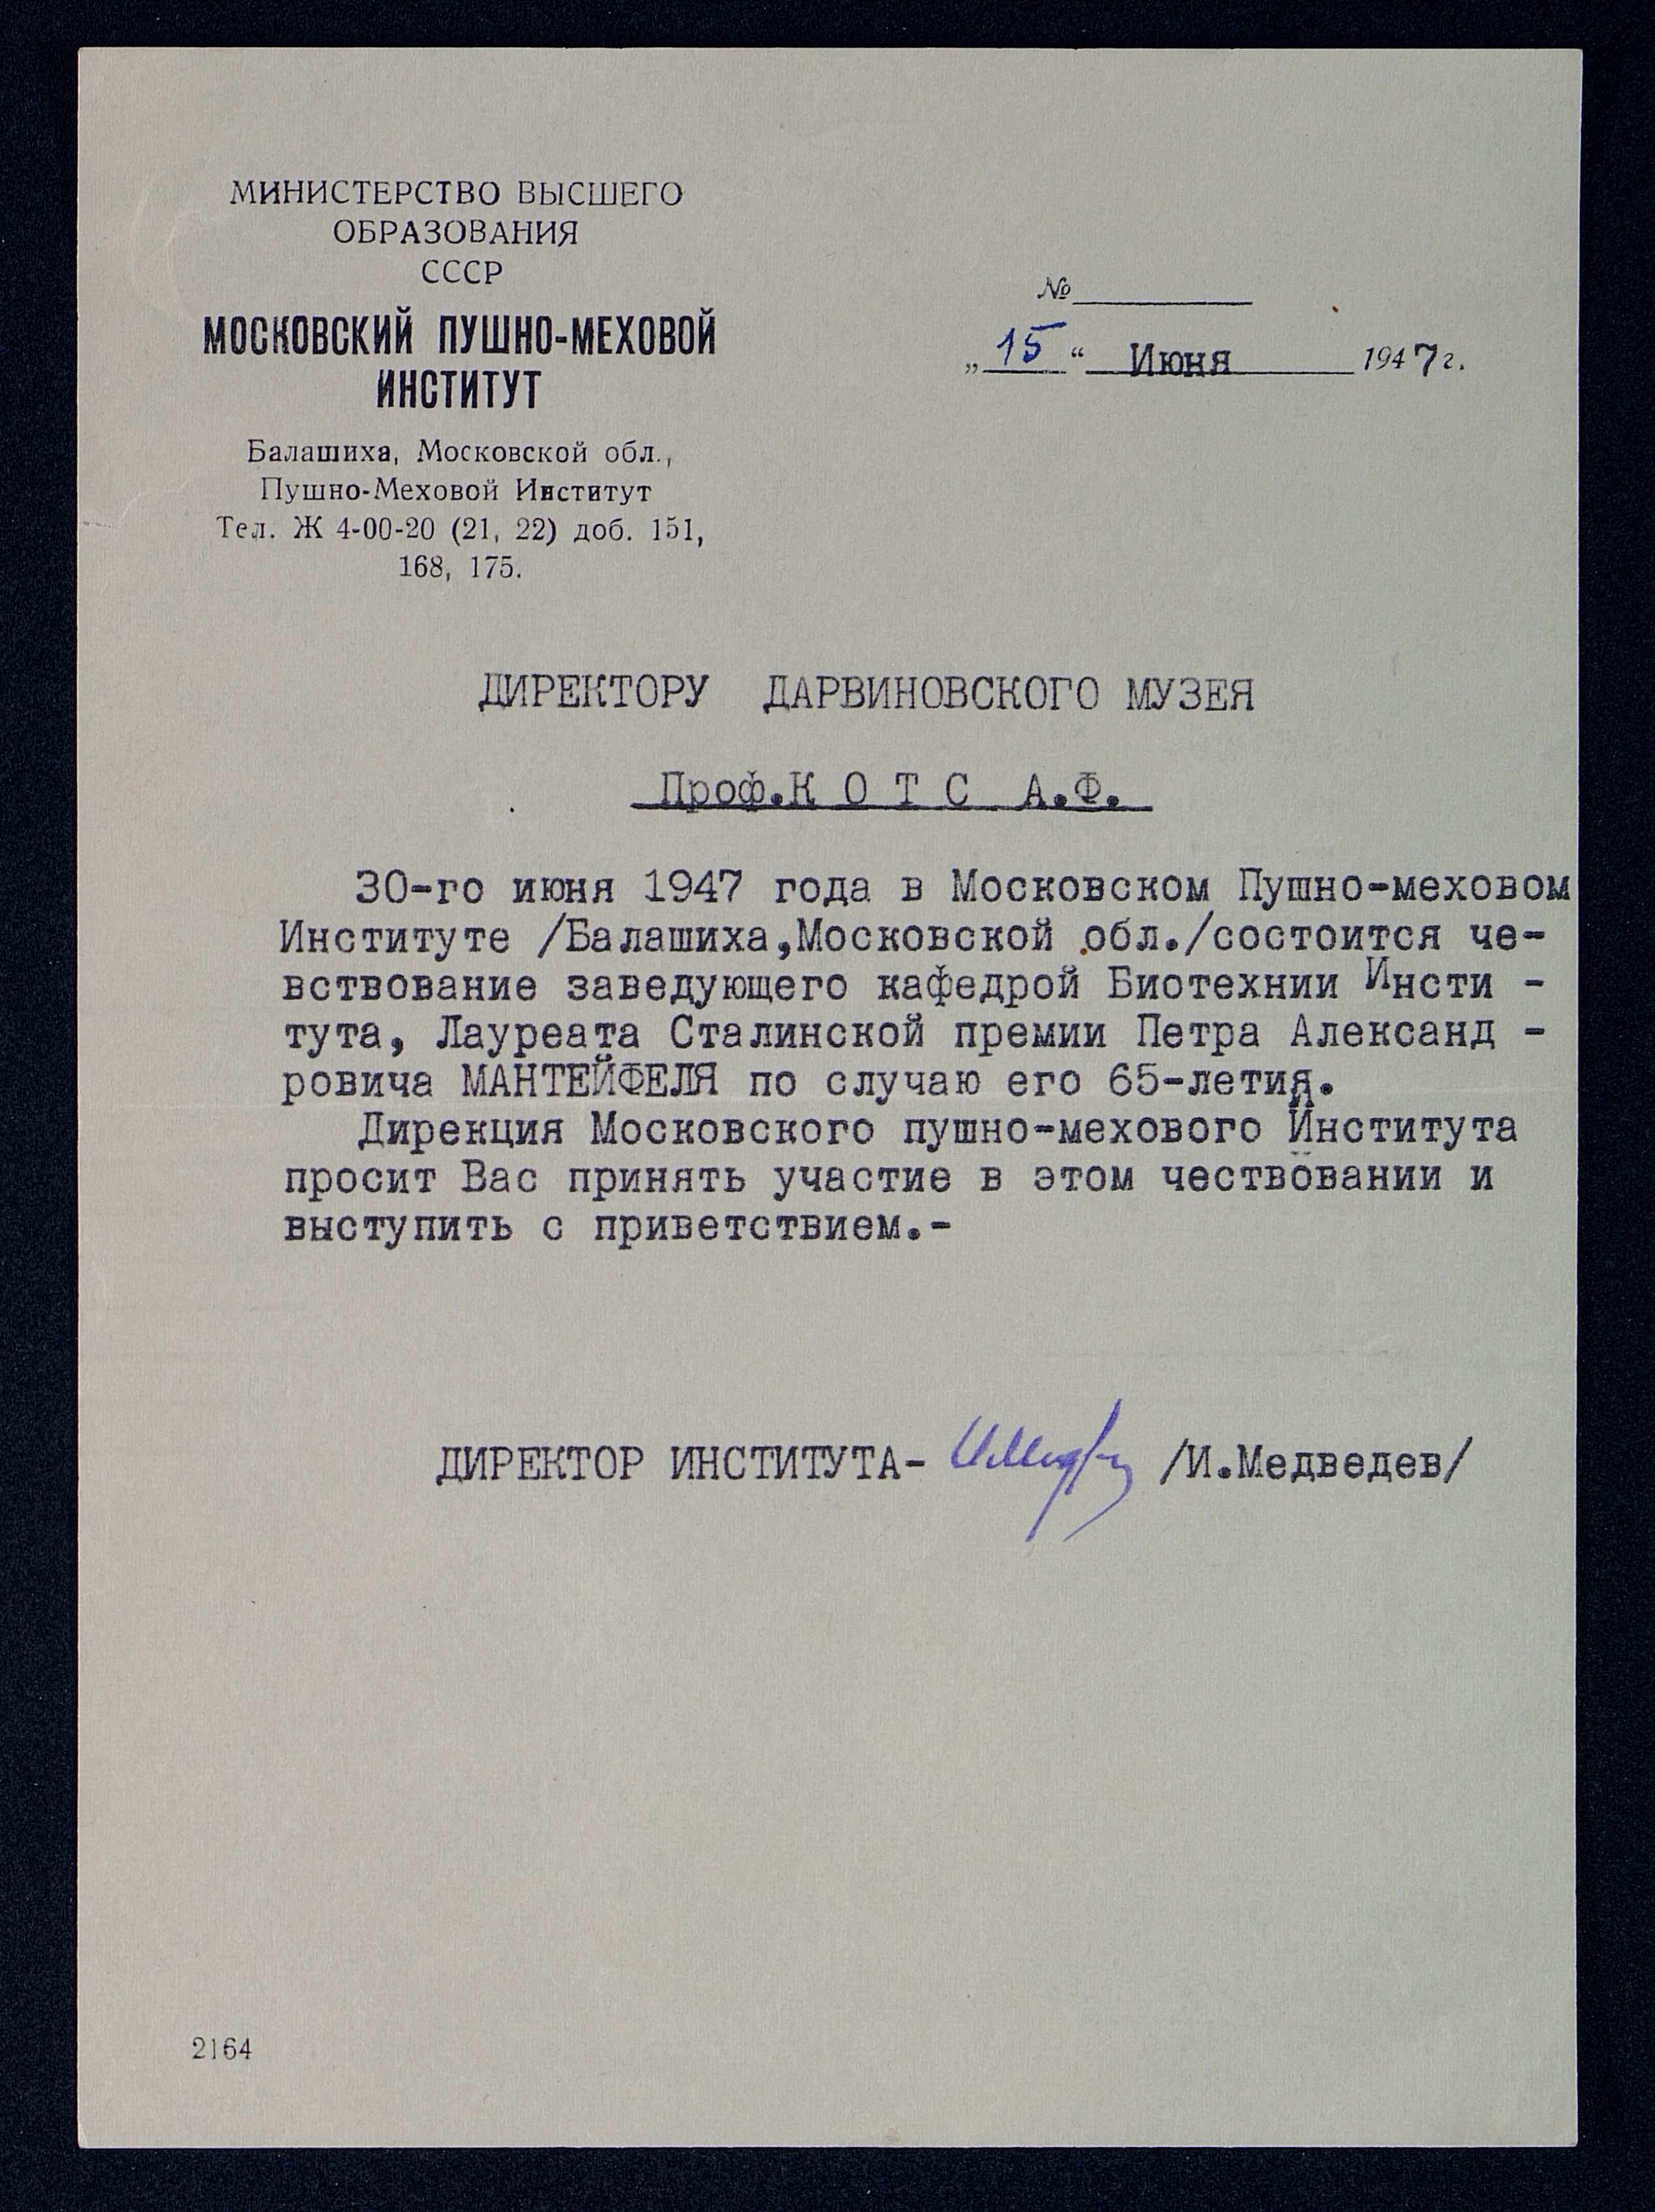 МИНИСТЕРСТВО ВЫСШЕГО
ОБРАЗОВАНИЯ
СССР
МОСКОВСКИЙ ПУШНО-МЕХОВОЙ
ИНСТИТУТ
Балашиха, Московской обл.,
Пушно-Меховой Институт
Тел. Ж 4-00-20 (21, 22) доб. 151,
168, 175.
№
„15“ Июня 1947 г.
ДИРЕКТОРУ ДАРВИНОВСКОГО МУЗЕЯ
Проф.К О Т С А.Ф.
30-го июня 1947 года в Московском Пушно-меховом
Институте /Балашиха,Московской обл./состоится че-
вствование заведующего кафедрой Биотехнии Инсти -
тута, Лауреата Сталинской премии Петра Александ -
ровича МАНТЕЙФЕЛЯ по случаю его 65-летия.
Дирекция Московского пушно-мехового Института
просит Вас принять участие в этом чествовании и
выступить с приветствием.-
ДИРЕКТОР ИНСТИТУТА- /И.Медведев/
2164